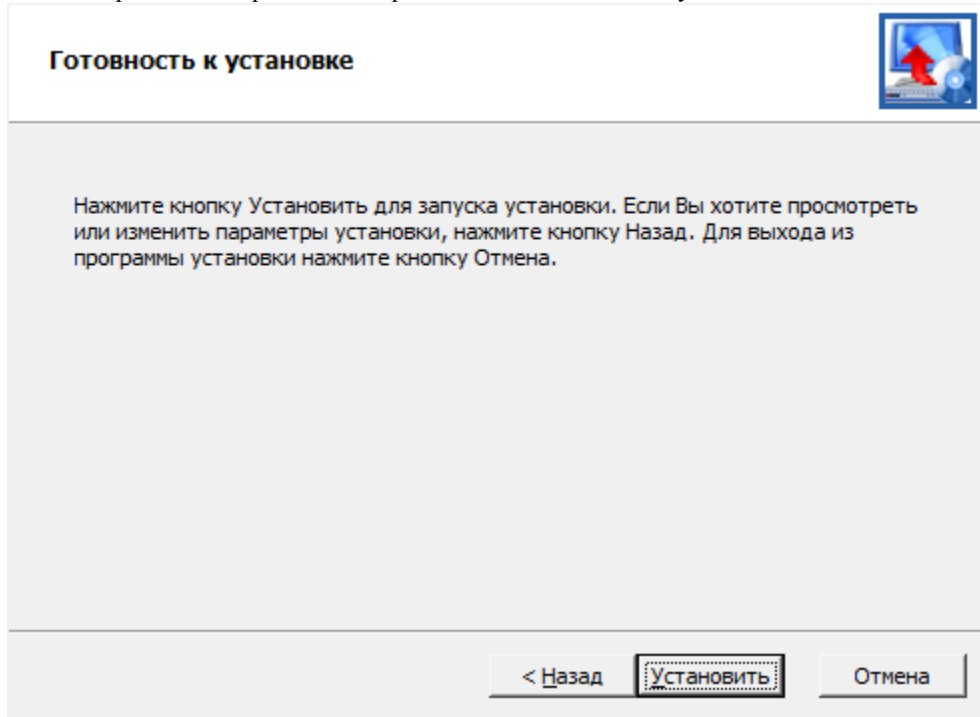 Готовность к установке
Нажмите кнопку Установить для запуска установки. Если Вы хотите просмотреть
или изменить параметры установки, нажмите кнопку Назад. Для выхода из
программы установки нажмите кнопку Отмена.
< Назад Установить Отмена